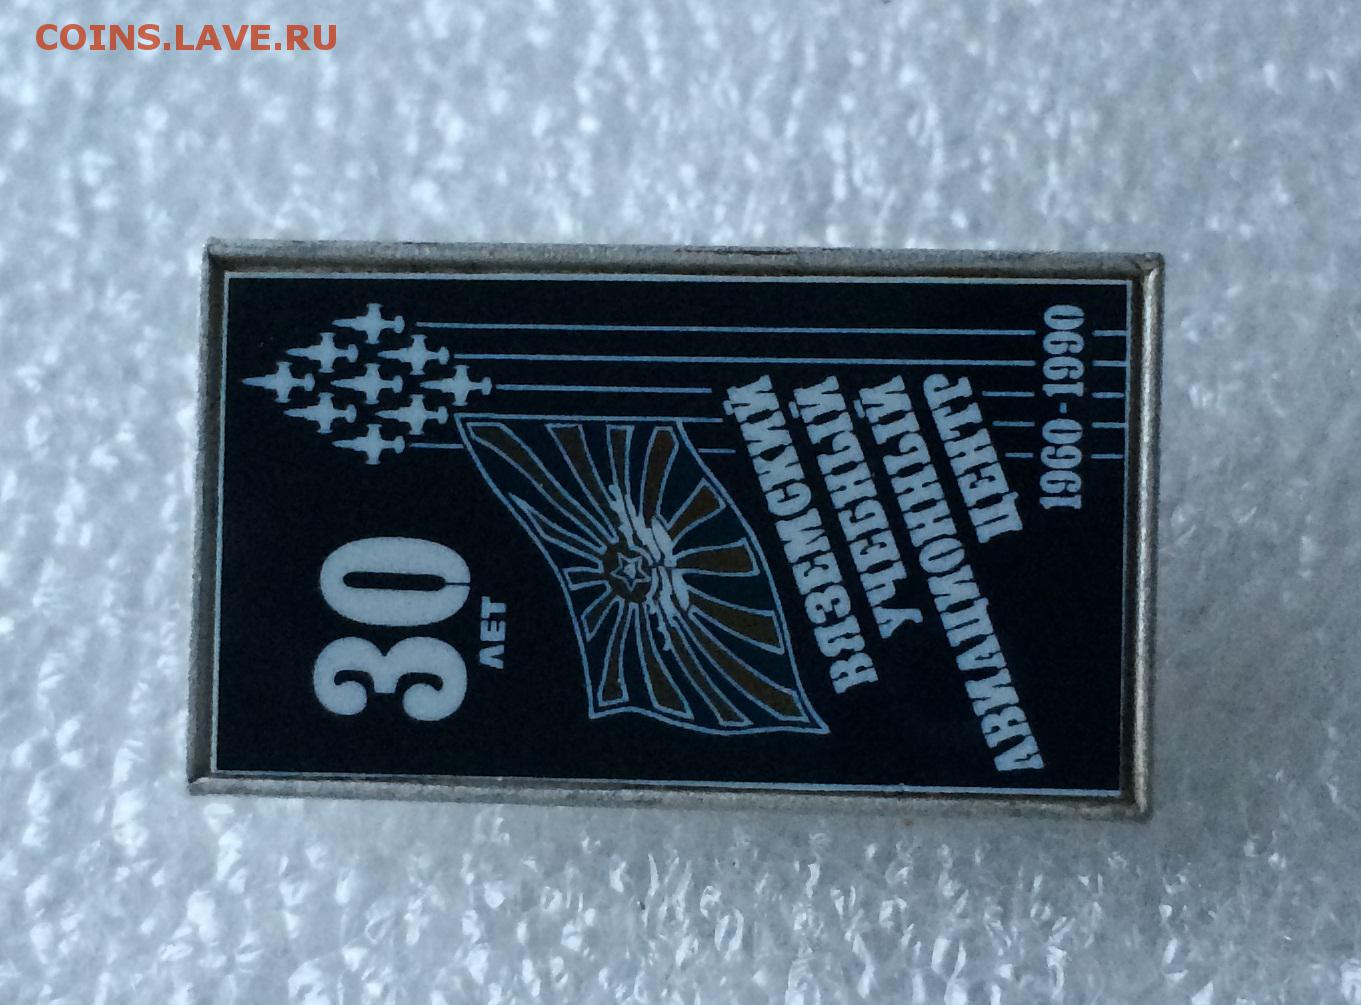 COINS.LAVE.RU
30
ЛЕТ
ВЯЗЕМСКИЙ
УЧЕБНЫЙ
АВИАЦИОННЫЙ
ЦЕНТР
1960-1990